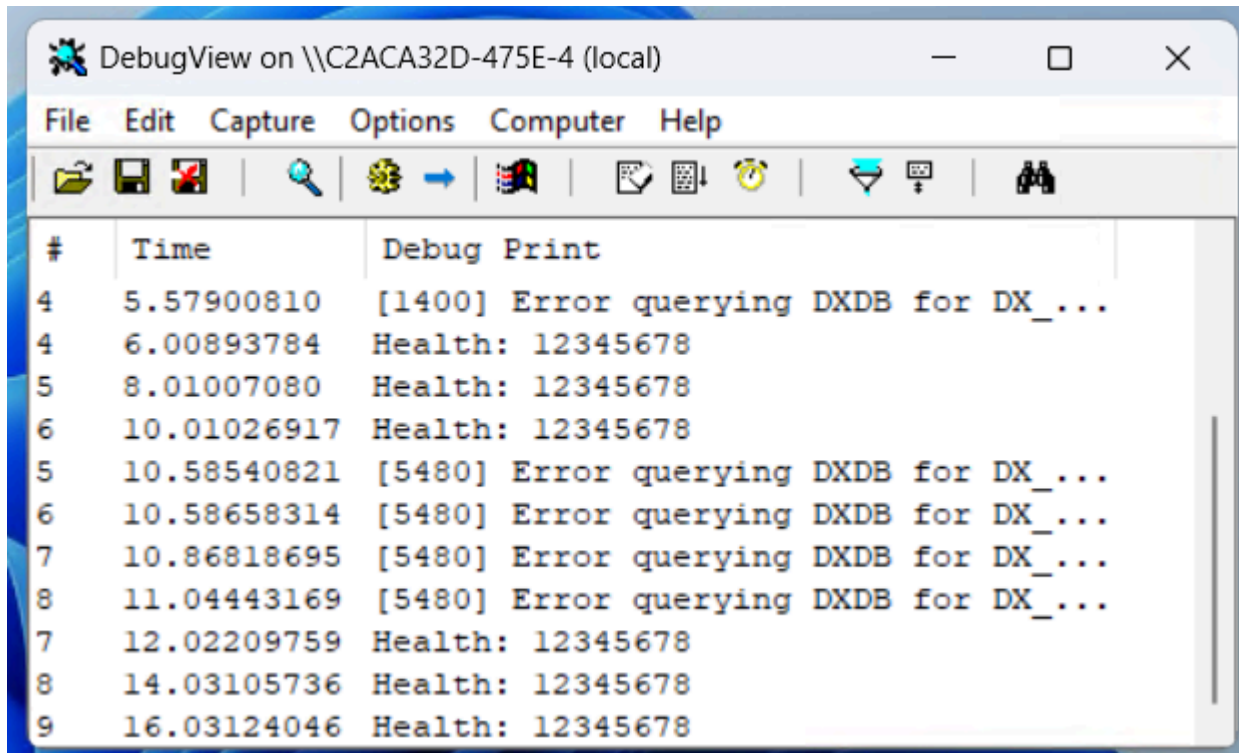 DebugView on \\C2ACA32D-475E-4 (local)
File Edit Capture Options Computer Help
# Time Debug Print
4 5.57900810 [1400] Error querying DXDB for DX_...
4 6.00893784 Health: 12345678
5 8.01007080 Health: 12345678
6 10.01026917 Health: 12345678
5 10.58540821 [5480] Error querying DXDB for DX_...
6 10.58658314 [5480] Error querying DXDB for DX_...
7 10.86818695 [5480] Error querying DXDB for DX_...
8 11.04443169 [5480] Error querying DXDB for DX_...
7 12.02209759 Health: 12345678
8 14.03105736 Health: 12345678
9 16.03124046 Health: 12345678